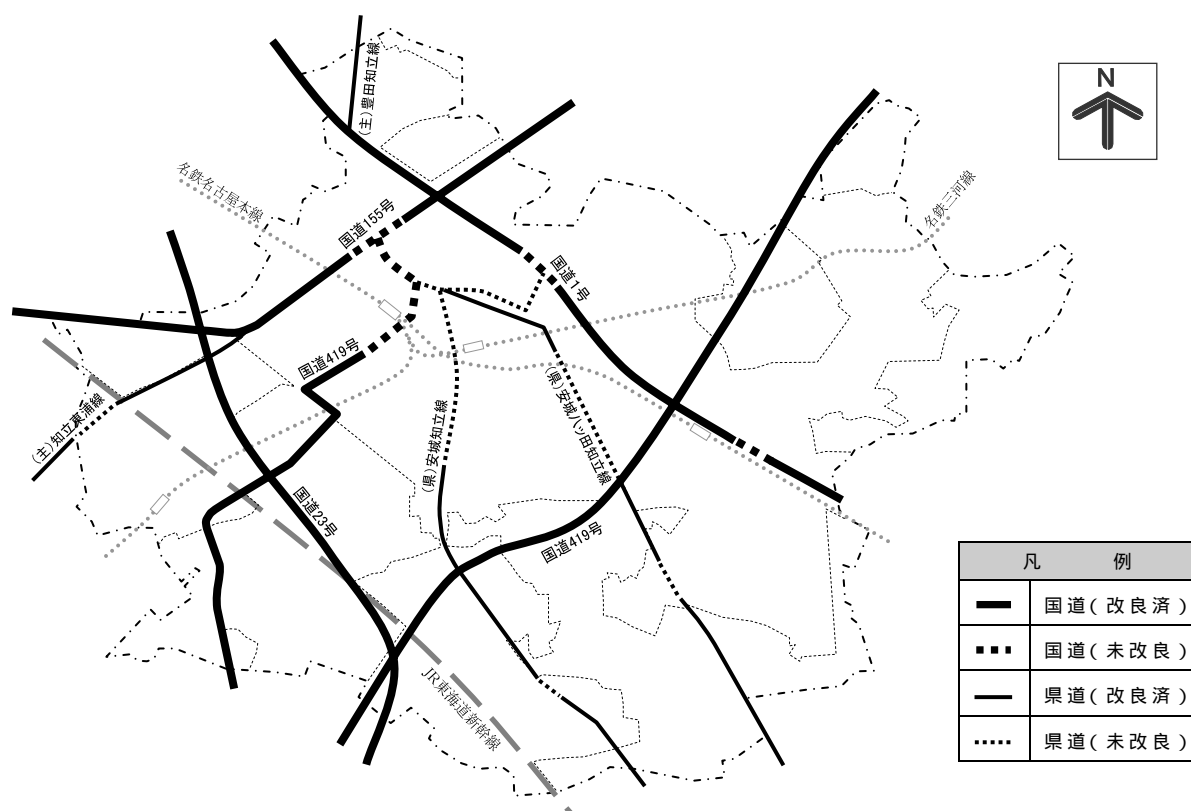 (主)豊田知立線
N
名鉄名古屋本線
国道155号
名鉄三河線
国道1号
国道419号
(主)知立東浦線
(県)安城知立線
(県)安城八ツ田知立線
国道23号
国道419号
JR東海道新幹線
凡 例
国道(改良済)
国道(未改良)
県道(改良済)
県道(未改良)